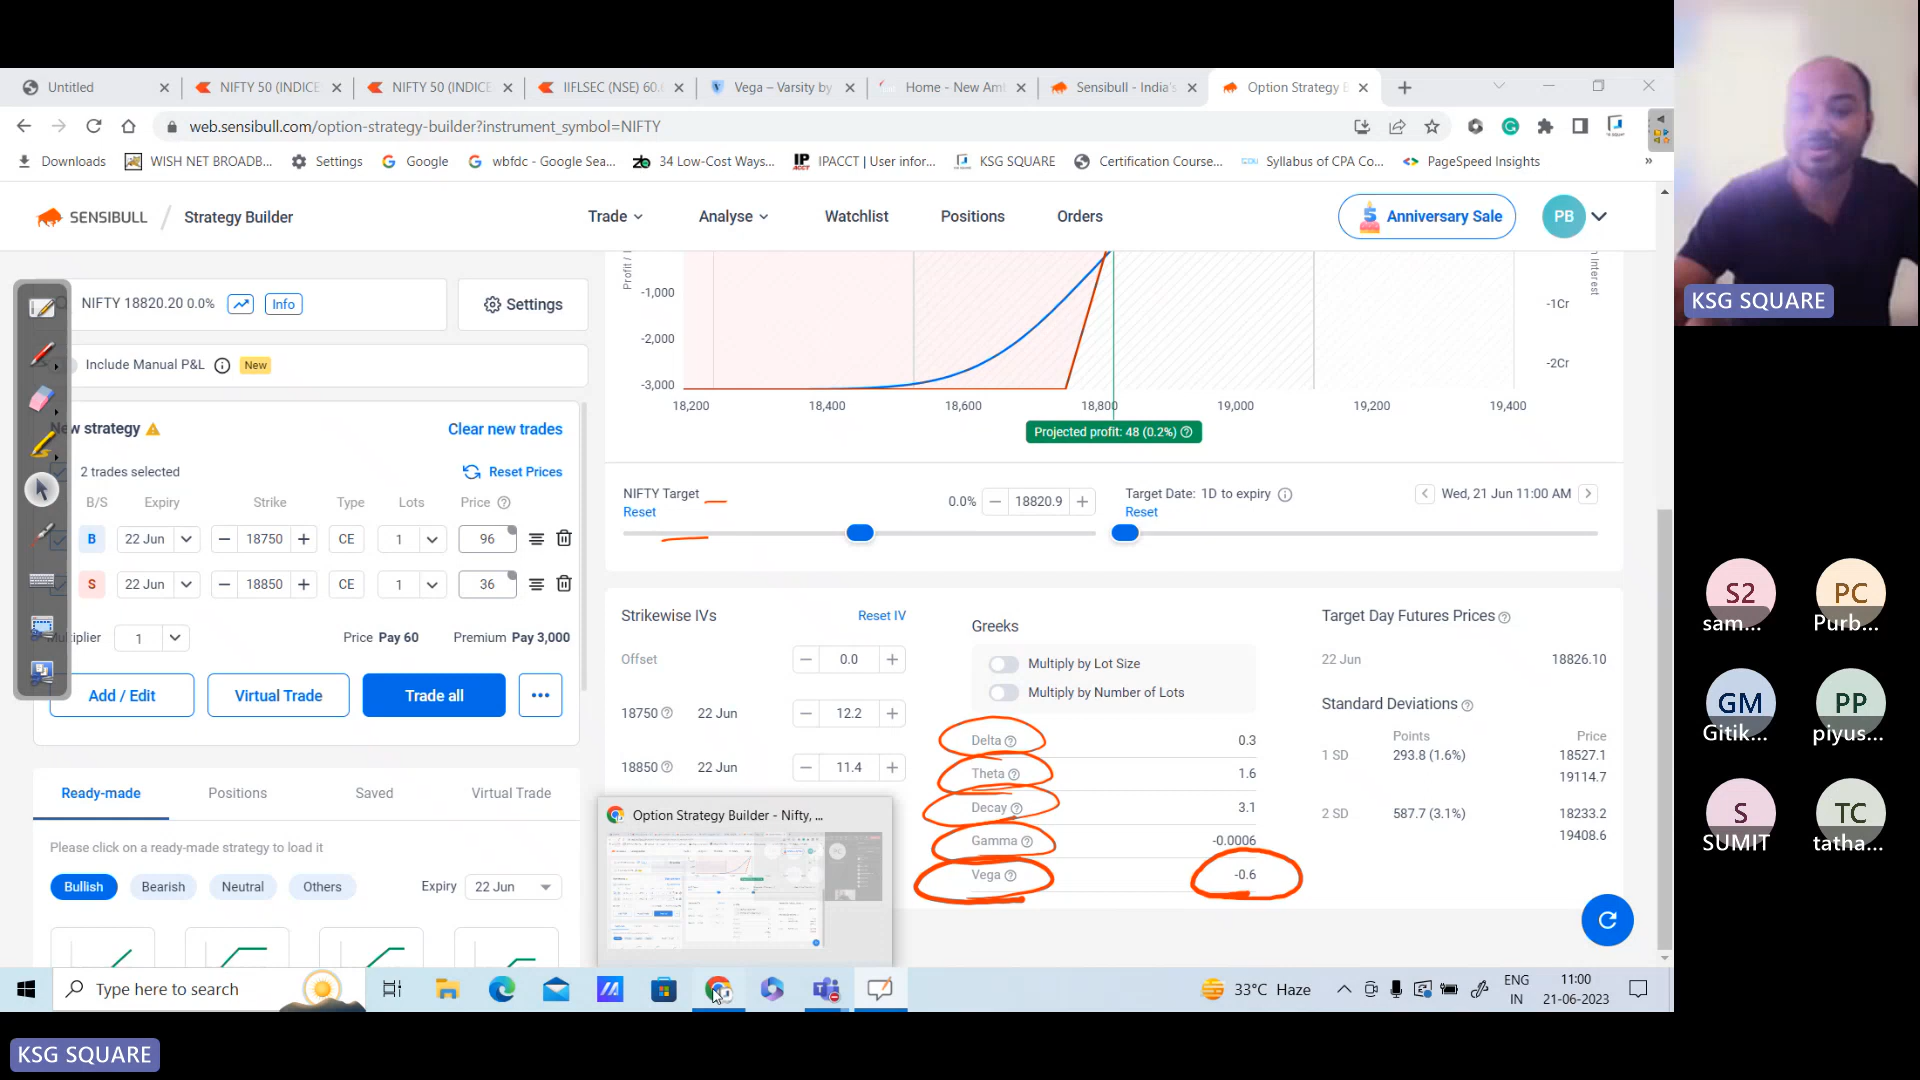 Untitled
NIFTY 50 (INDICE
NIFTY 50 (INDICE
IIFLSEC (NSE) 60.
Vega – Varsity by
Home - New Am
Sensibull - India's
Option Strategy B
web.sensibull.com/option-strategy-builder?instrument_symbol=NIFTY
Downloads
WISH NET BROADB...
Settings
Google
wbfdc - Google Sea...
34 Low-Cost Ways...
IPACCT | User infor...
KSG SQUARE
Certification Course...
Syllabus of CPA Co...
PageSpeed Insights
»
SENSIBULL / Strategy Builder
Trade
Analyse
Watchlist
Positions
Orders
5 Anniversary Sale
PB
KSG SQUARE
NIFTY 18820.20 0.0%
Info
Settings
Include Manual P&L
New
New strategy
Clear new trades
2 trades selected
Reset Prices
B/S Expiry Strike Type Lots Price
B 22 Jun − 18750 + CE 1 96
S 22 Jun − 18850 + CE 1 36
1
Price Pay 60
Premium Pay 3,000
Add / Edit
Virtual Trade
Trade all
...
Ready-made
Positions
Saved
Virtual Trade
Please click on a ready-made strategy to load it
Bullish
Bearish
Neutral
Others
Expiry 22 Jun
Profit /
-1,000
-2,000
-3,000
Interest
-1Cr
-2Cr
18,200 18,400 18,600 18,800 19,000 19,200 19,400
Projected profit: 48 (0.2%)
NIFTY Target
Reset
0.0% − 18820.9 +
Target Date: 1D to expiry
Reset
Wed, 21 Jun 11:00 AM
Strikewise IVs
Reset IV
Offset − 0.0 +
18750 22 Jun − 12.2 +
18850 22 Jun − 11.4 +
Greeks
Multiply by Lot Size
Multiply by Number of Lots
Delta 0.3
Theta 1.6
Decay 3.1
Gamma -0.0006
Vega -0.6
Target Day Futures Prices
22 Jun 18826.10
Standard Deviations
Points Price
1 SD 293.8 (1.6%) 18527.1
19114.7
2 SD 587.7 (3.1%) 18233.2
19408.6
Option Strategy Builder - Nifty, ...
S2
sam...
PC
Purb...
GM
Gitik...
PP
piyus...
S
SUMIT
TC
tatha...
Type here to search
33°C Haze
ENG
IN
11:00
21-06-2023
KSG SQUARE